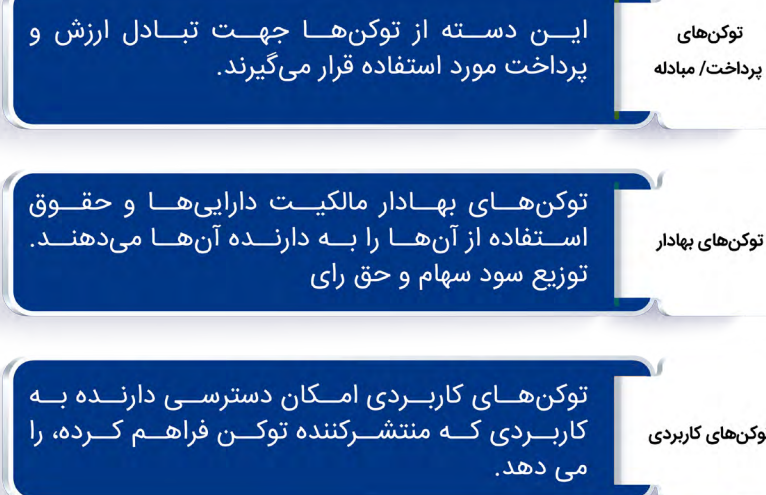 توکن‌های
پرداخت/ مبادله
این دسته از توکن‌ها جهت تبادل ارزش و
پرداخت مورد استفاده قرار می‌گیرند.
توکن‌های بهادار
توکن‌های بهادار مالکیت دارایی‌ها و حقوق
استفاده از آن‌ها را به دارنده آن‌ها می‌دهند.
توزیع سود سهام و حق رای
توکن‌های کاربردی
توکن‌های کاربردی امکان دسترسی دارنده به
کاربردی که منتشرکننده توکن فراهم کرده، را
می دهد.